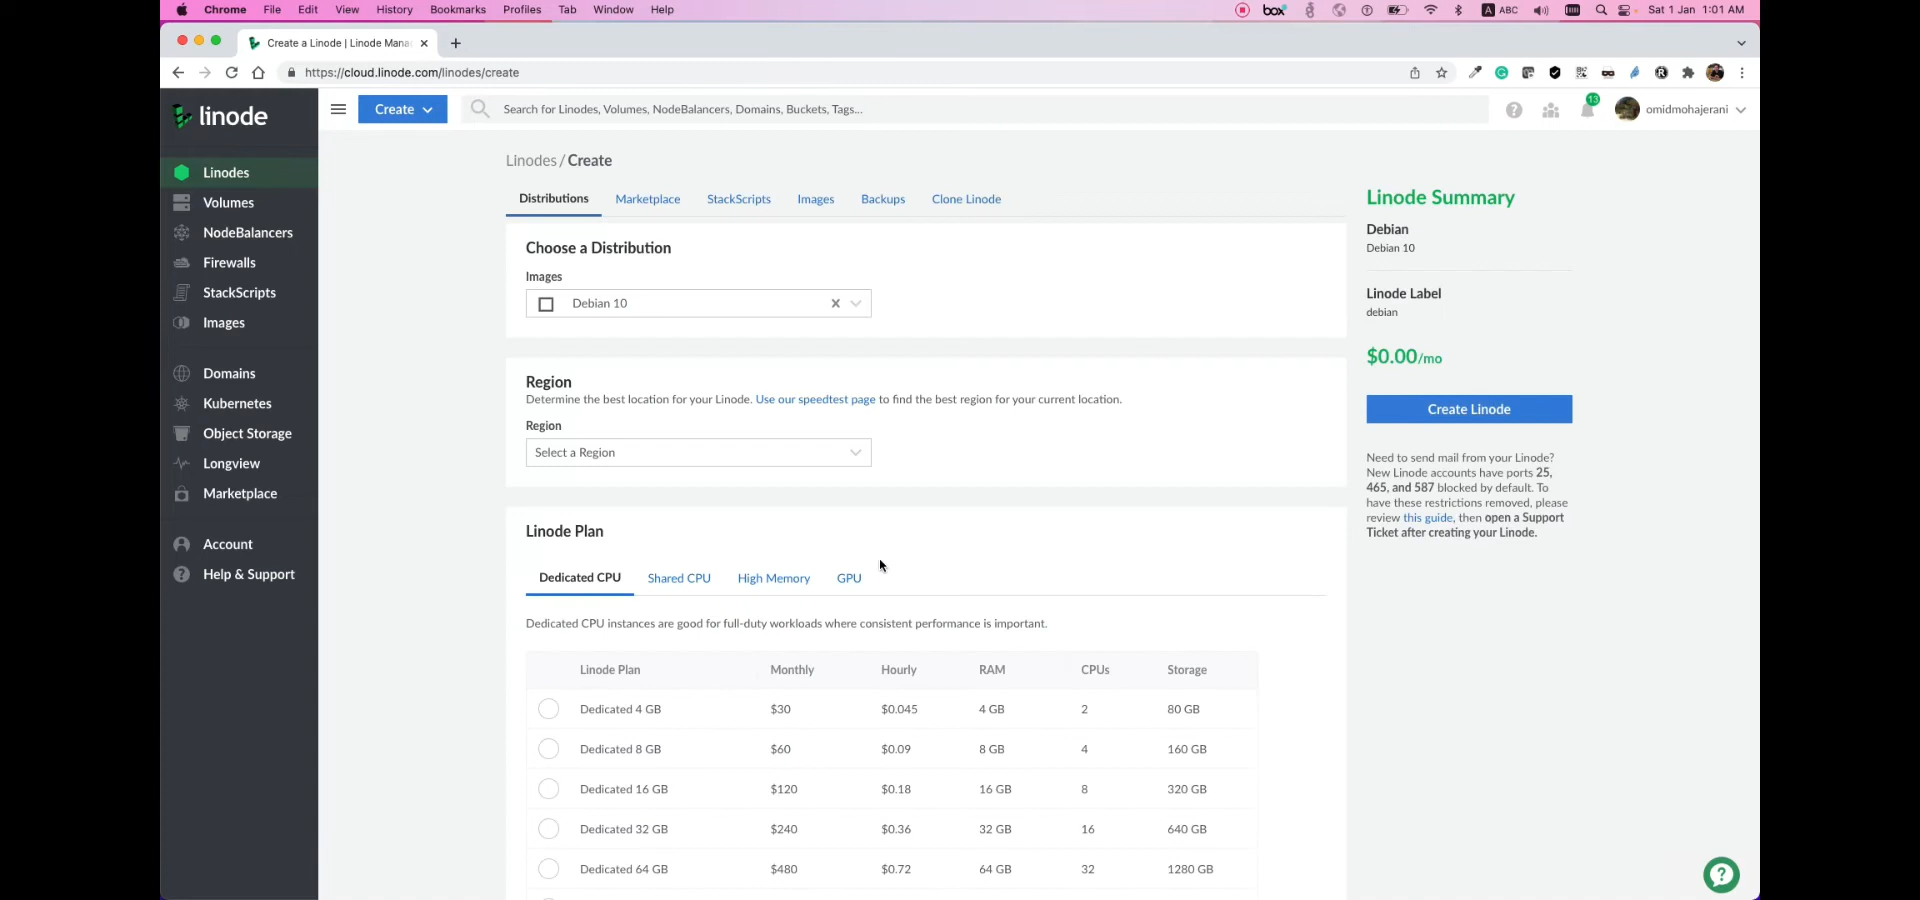 Chrome File Edit View History Bookmarks Profiles Tab Window Help
box A ABC Sat 1 Jan 1:01 AM
Create a Linode | Linode Mana
https://cloud.linode.com/linodes/create
linode
Create
Search for Linodes, Volumes, NodeBalancers, Domains, Buckets, Tags...
13
omidmohajerani
Linodes
Volumes
NodeBalancers
Firewalls
StackScripts
Images
Domains
Kubernetes
Object Storage
Longview
Marketplace
Account
Help & Support
Linodes / Create
Distributions Marketplace StackScripts Images Backups Clone Linode
Choose a Distribution
Images
Debian 10
Region
Determine the best location for your Linode. Use our speedtest page to find the best region for your current location.
Region
Select a Region
Linode Plan
Dedicated CPU Shared CPU High Memory GPU
Dedicated CPU instances are good for full-duty workloads where consistent performance is important.
Linode Plan Monthly Hourly RAM CPUs Storage
Dedicated 4 GB $30 $0.045 4 GB 2 80 GB
Dedicated 8 GB $60 $0.09 8 GB 4 160 GB
Dedicated 16 GB $120 $0.18 16 GB 8 320 GB
Dedicated 32 GB $240 $0.36 32 GB 16 640 GB
Dedicated 64 GB $480 $0.72 64 GB 32 1280 GB
Linode Summary
Debian
Debian 10
Linode Label
debian
$0.00/mo
Create Linode
Need to send mail from your Linode?
New Linode accounts have ports 25,
465, and 587 blocked by default. To
have these restrictions removed, please
review this guide, then open a Support
Ticket after creating your Linode.